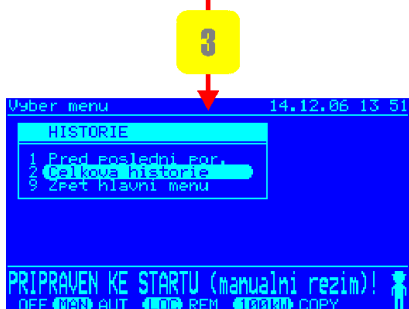 3
Vyber menu 14.12.06 13 51
HISTORIE
1 Pred posledni por.
2 Celkova historie
9 Zpet hlavni menu
PRIPRAVEN KE STARTU (manualni rezim)!
OFF MAN AUT LOC REM 100kW COPY